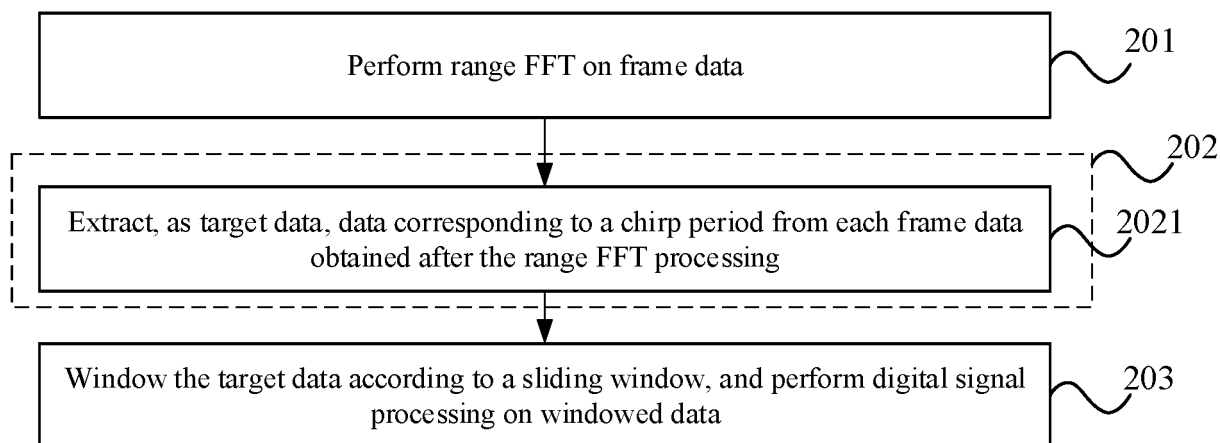 Perform range FFT on frame data
201
202
Extract, as target data, data corresponding to a chirp period from each frame data
obtained after the range FFT processing
2021
Window the target data according to a sliding window, and perform digital signal
processing on windowed data
203